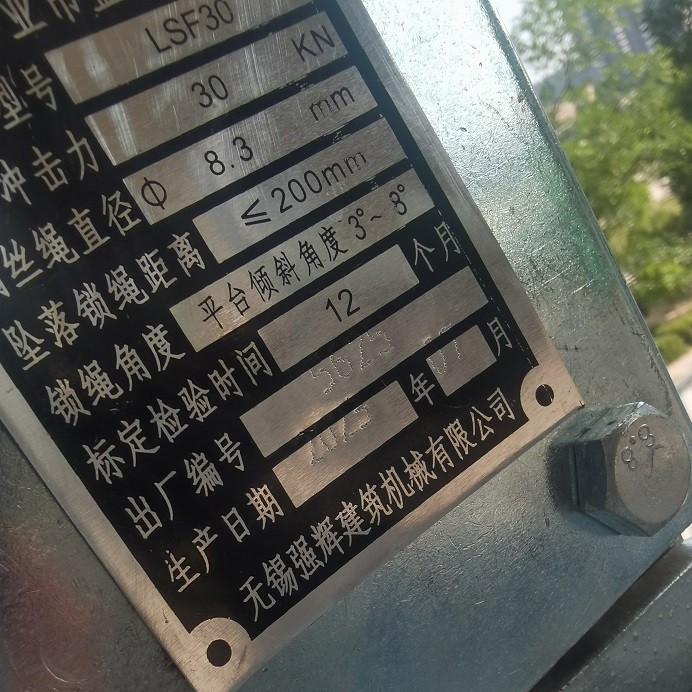 型号 LSF30
冲击力 30 KN
丝绳直径 Φ 8.3 mm
坠落锁绳距离 ≤200mm
锁绳角度 平台倾斜角度 3°~8°
标定检验时间 12 个月
出厂编号
生产日期 年 07 月
无锡强辉建筑机械有限公司
8.8